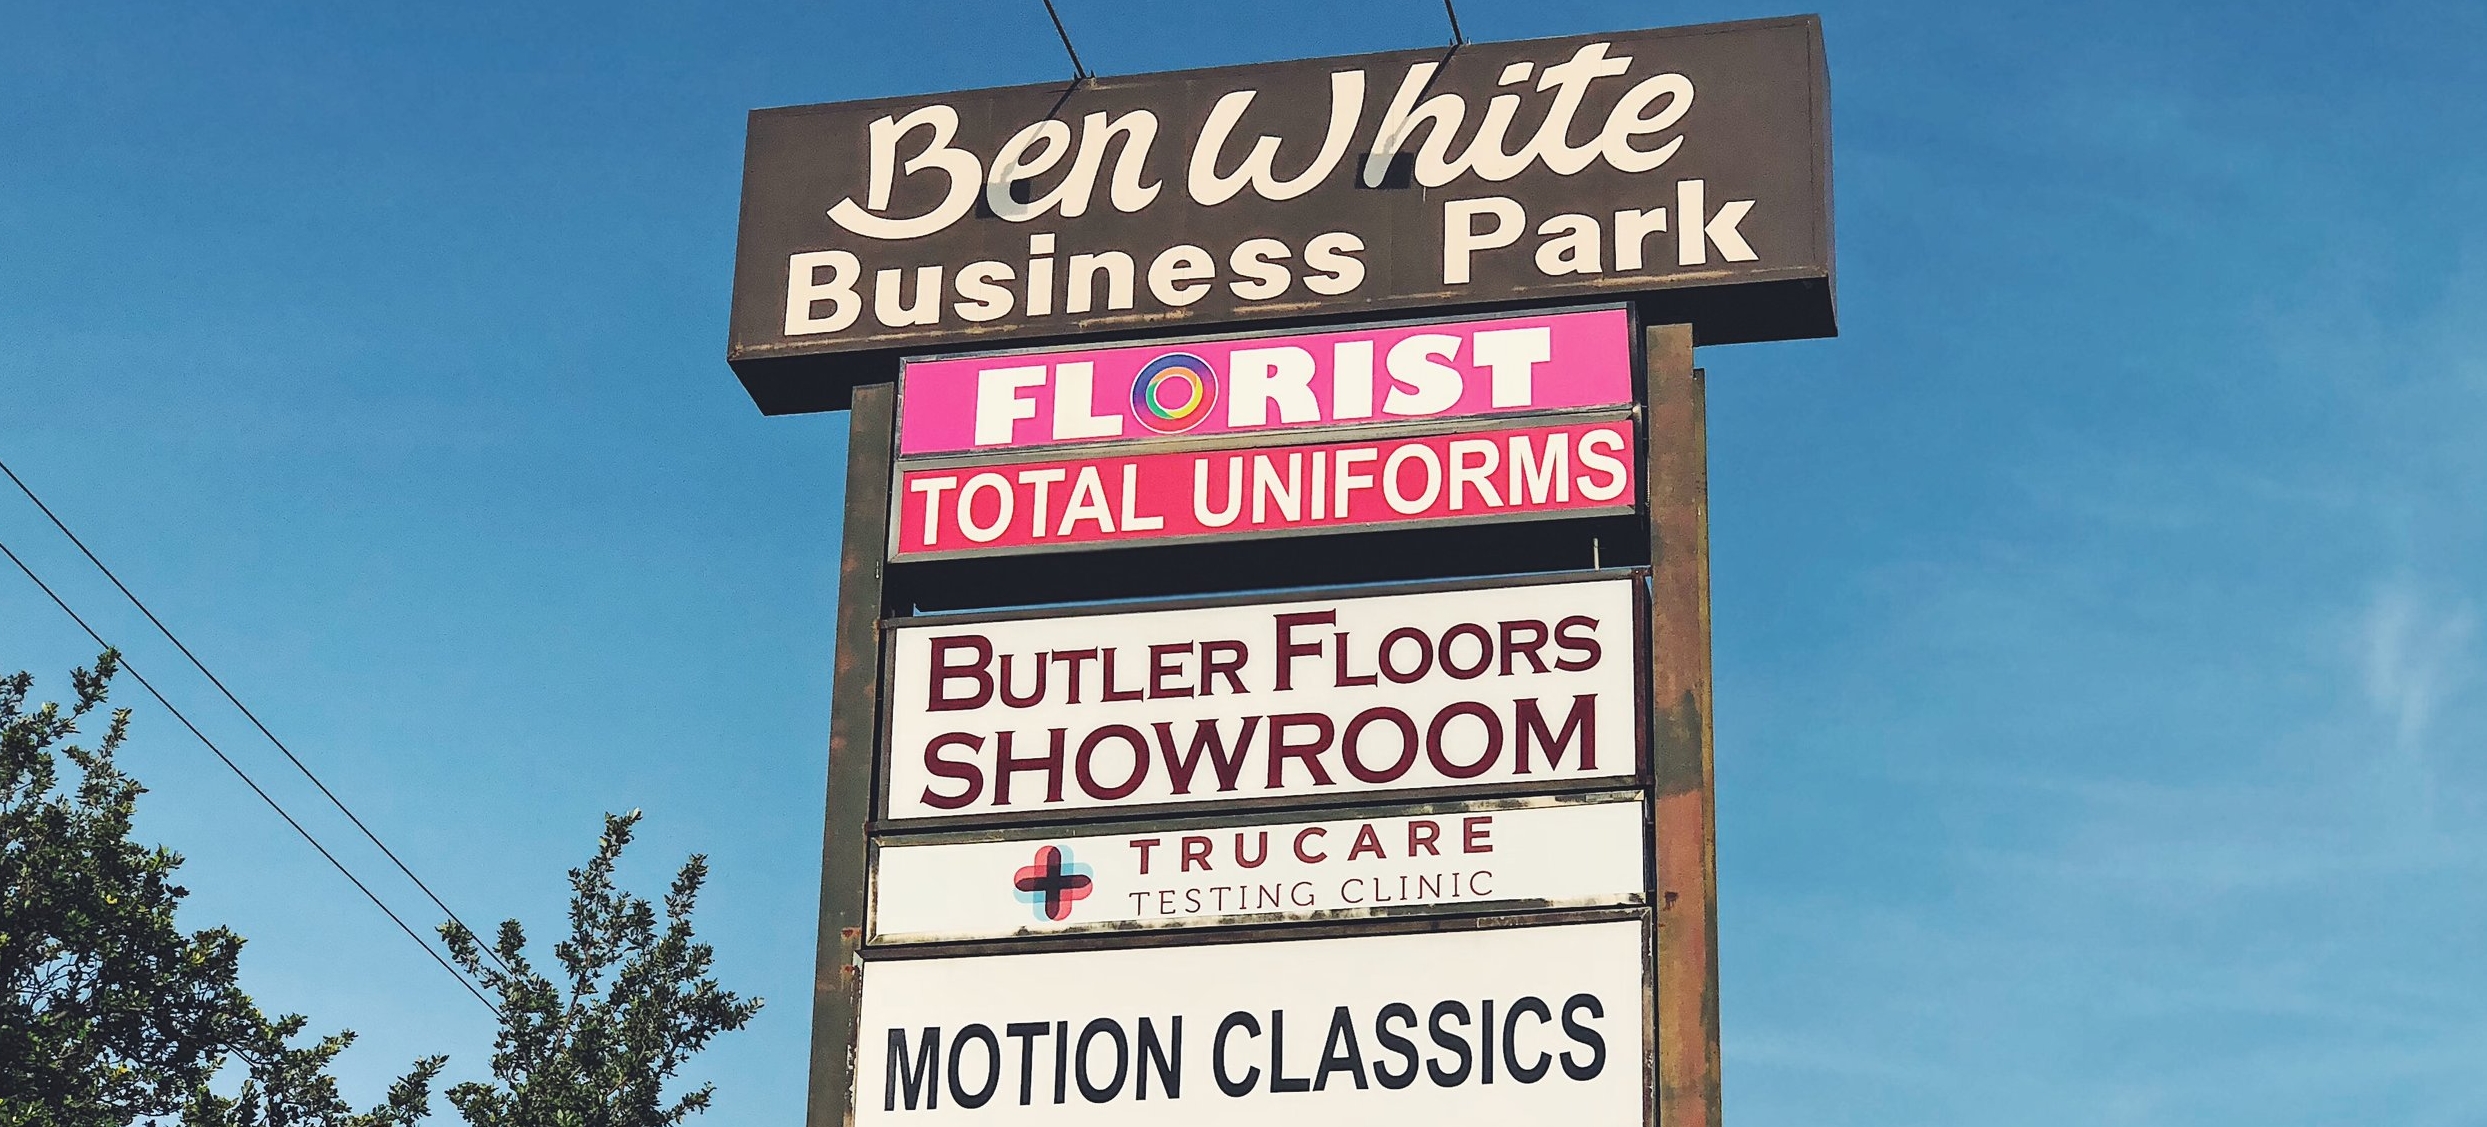 Ben White
Business Park
FLORIST
TOTAL UNIFORMS
BUTLER FLOORS
SHOWROOM
TRUCARE
TESTING CLINIC
MOTION CLASSICS